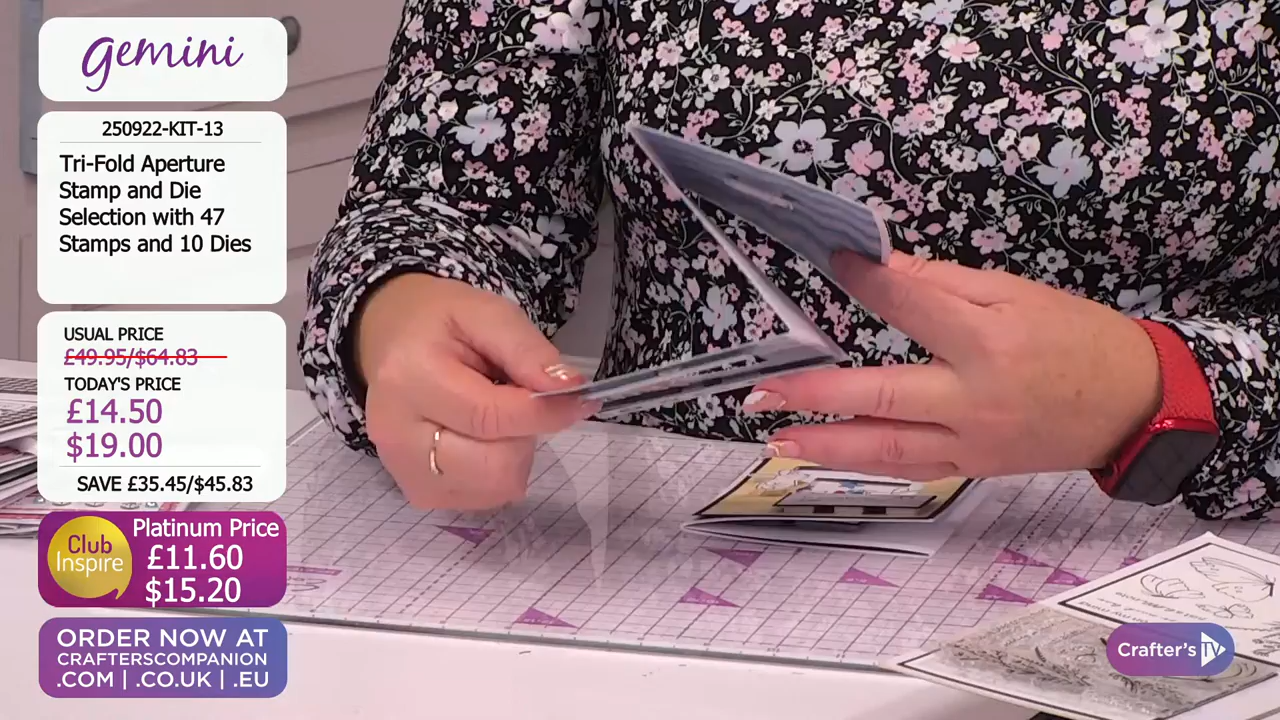 gemini
250922-KIT-13
Tri-Fold Aperture
Stamp and Die
Selection with 47
Stamps and 10 Dies
USUAL PRICE
£49.95/$64.83
TODAY'S PRICE
£14.50
$19.00
SAVE £35.45/$45.83
Club
Inspire
Platinum Price
£11.60
$15.20
ORDER NOW AT
CRAFTERSCOMPANION
.COM | .CO.UK | .EU
Crafter's TV